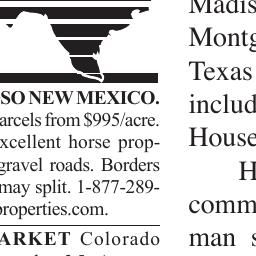 SO NEW MEXICO.
arcels from $995/acre.
xcellent horse prop-
gravel roads. Borders
may split. 1-877-289-
properties.com.
ARKET Colorado
Madis
Montg
Texas
includ
House
H
comm
man s